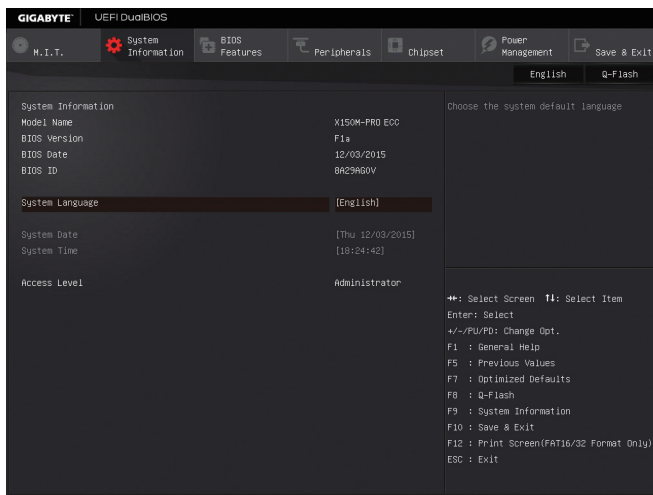 GIGABYTE™ UEFI DualBIOS
M.I.T. System Information BIOS Features Peripherals Chipset Power Management Save & Exit
English Q-Flash
System Information
Model Name X150M-PRO ECC
BIOS Version F1a
BIOS Date 12/03/2015
BIOS ID 8A29AG0V
System Language [English]
System Date [Thu 12/03/2015]
System Time [18:24:42]
Access Level Administrator
Choose the system default language
→←: Select Screen ↑↓: Select Item
Enter: Select
+/-/PU/PD: Change Opt.
F1 : General Help
F5 : Previous Values
F7 : Optimized Defaults
F8 : Q-Flash
F9 : System Information
F10 : Save & Exit
F12 : Print Screen(FAT16/32 Format Only)
ESC : Exit